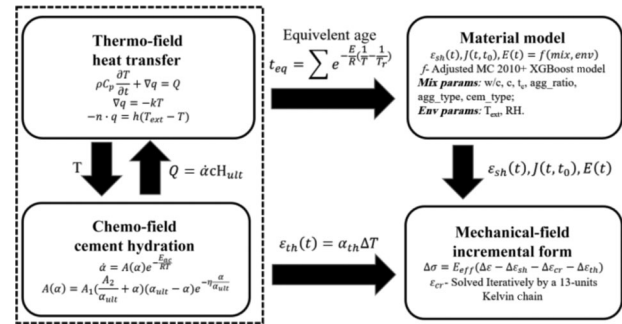 Thermo-field
heat transfer
ρC_p ∂T/∂t + ∇q = Q
∇q = −kT
−n · q = h(T_ext − T)
Equivelent age
t_eq = ∑ e^{−E/R(1/T − 1/T_r)}
Material model
ε_sh(t), J(t, t_0), E(t) = f(mix, env)
f- Adjusted MC 2010+ XGBoost model
Mix params: w/c, c, t_c, agg_ratio,
agg_type, cem_type;
Env params: T_ext, RH.
T
Q = α̇cH_ult
ε_sh(t), J(t, t_0), E(t)
Chemo-field
cement hydration
α̇ = A(α)e^{−E_ac/RT}
A(α) = A_1(A_2/α_ult + α)(α_ult − α)e^{−η α/α_ult}
ε_th(t) = α_thΔT
Mechanical-field
incremental form
Δσ = E_eff(Δε − Δε_sh − Δε_cr − Δε_th)
ε_cr- Solved Iteratively by a 13-units
Kelvin chain